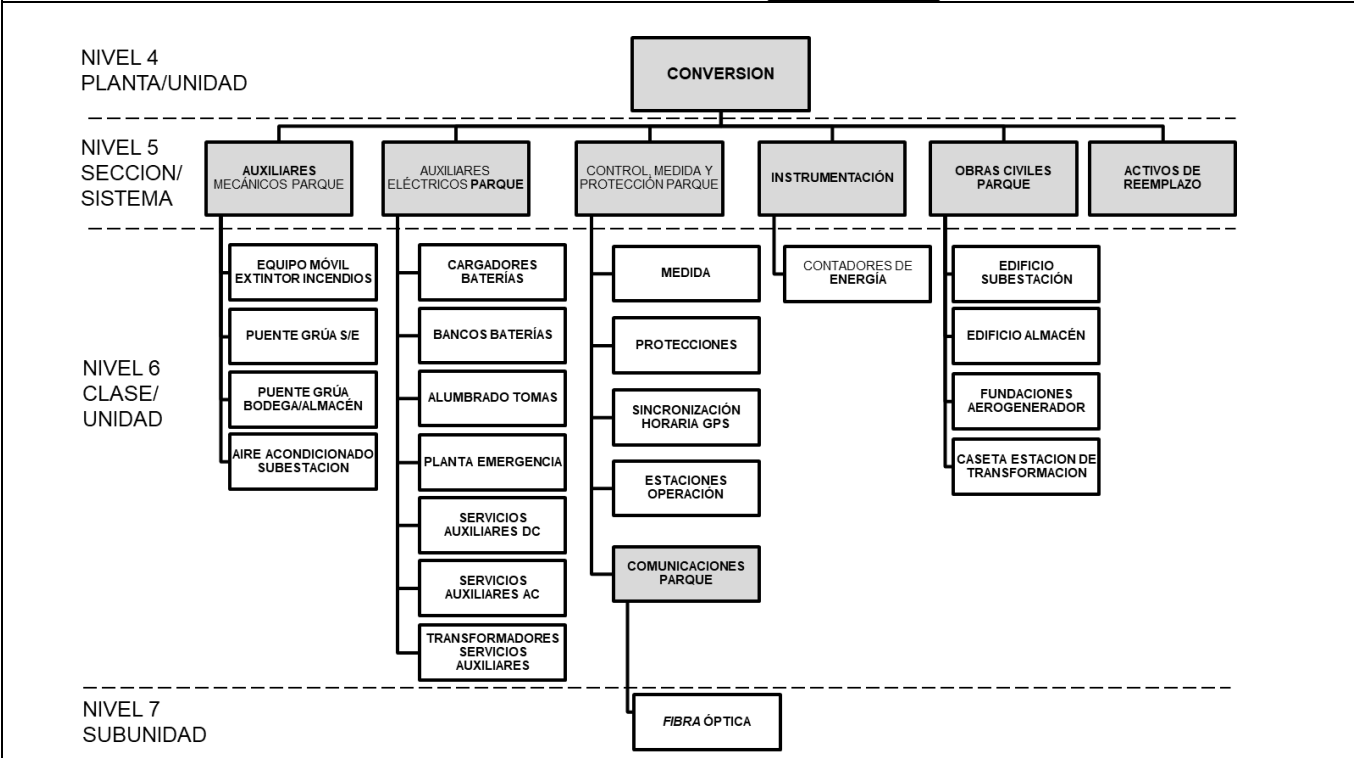 NIVEL 4
PLANTA/UNIDAD
CONVERSION
NIVEL 5
SECCION/
SISTEMA
AUXILIARES
MECÁNICOS PARQUE
AUXILIARES
ELÉCTRICOS PARQUE
CONTROL, MEDIDA Y
PROTECCIÓN PARQUE
INSTRUMENTACIÓN
OBRAS CIVILES
PARQUE
ACTIVOS DE
REEMPLAZO
NIVEL 6
CLASE/
UNIDAD
EQUIPO MÓVIL
EXTINTOR INCENDIOS
PUENTE GRÚA S/E
PUENTE GRÚA
BODEGA/ALMACÉN
AIRE ACONDICIONADO
SUBESTACION
CARGADORES
BATERÍAS
BANCOS BATERÍAS
ALUMBRADO TOMAS
PLANTA EMERGENCIA
SERVICIOS
AUXILIARES DC
SERVICIOS
AUXILIARES AC
TRANSFORMADORES
SERVICIOS
AUXILIARES
MEDIDA
PROTECCIONES
SINCRONIZACIÓN
HORARIA GPS
ESTACIONES
OPERACIÓN
COMUNICACIONES
PARQUE
CONTADORES DE
ENERGÍA
EDIFICIO
SUBESTACIÓN
EDIFICIO ALMACÉN
FUNDACIONES
AEROGENERADOR
CASETA ESTACION DE
TRANSFORMACION
NIVEL 7
SUBUNIDAD
FIBRA ÓPTICA